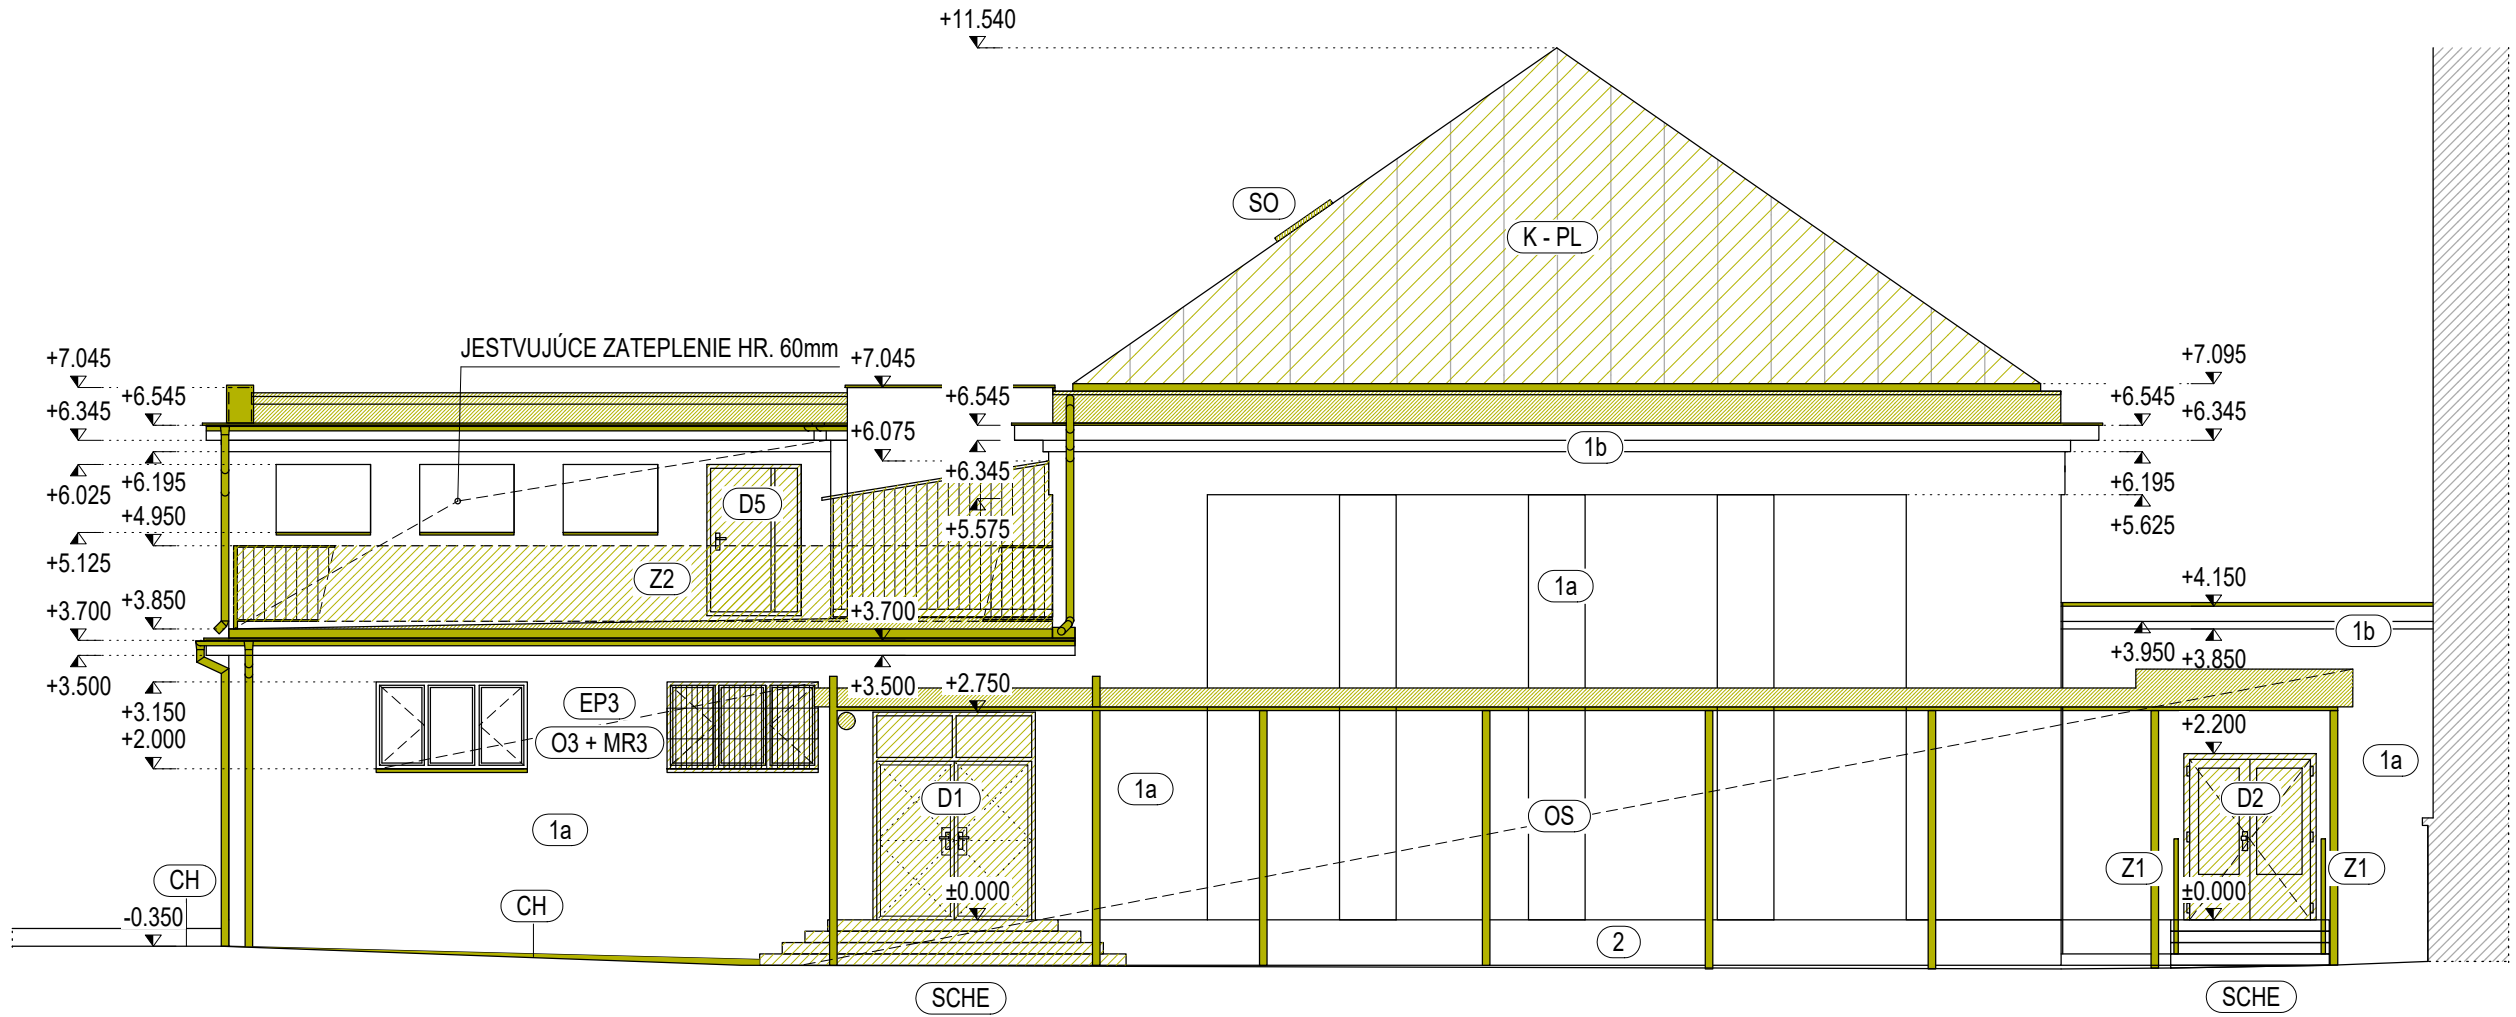 +11.540
SO
K - PL
JESTVUJÚCE ZATEPLENIE HR. 60mm
+7.045
+7.045
+7.095
+6.545
+6.345
+6.545
+6.545
+6.345
+6.075
1b
+6.345
+6.025
+6.195
+6.195
D5
+4.950
+5.575
+5.625
+5.125
Z2
1a
+4.150
+3.700
+3.850
+3.700
1b
+3.950
+3.850
+3.500
+3.500
+2.750
+3.150
EP3
+2.000
O3 + MR3
+2.200
1a
1a
D1
D2
OS
1a
CH
Z1
Z1
-0.350
CH
±0.000
±0.000
2
SCHE
SCHE